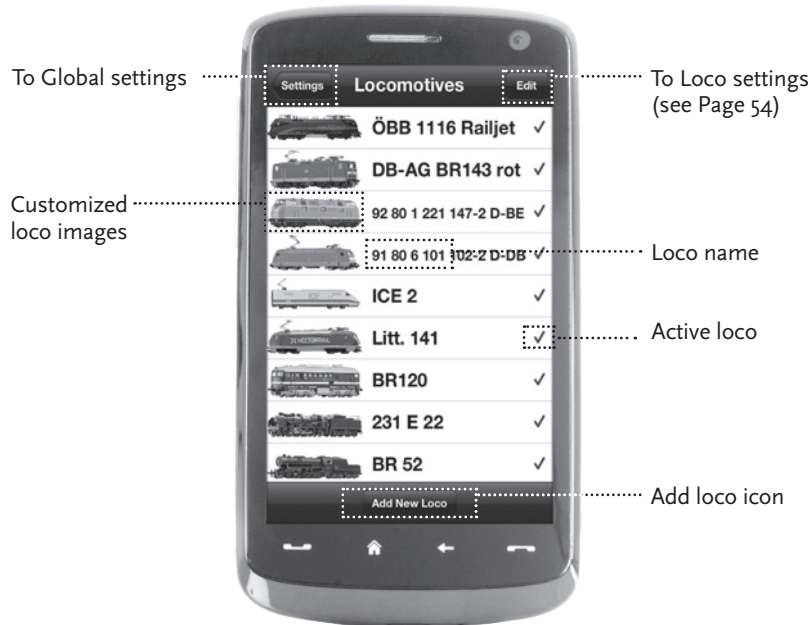 To Global settings
Settings
Locomotives
Edit
To Loco settings
(see Page 54)
ÖBB 1116 Railjet
DB-AG BR143 rot
Customized
loco images
92 80 1 221 147-2 D-BE
91 80 6 101 102-2 D-DB
Loco name
ICE 2
HECTORRAIL
Litt. 141
Active loco
BR120
231 E 22
BR 52
Add New Loco
Add loco icon